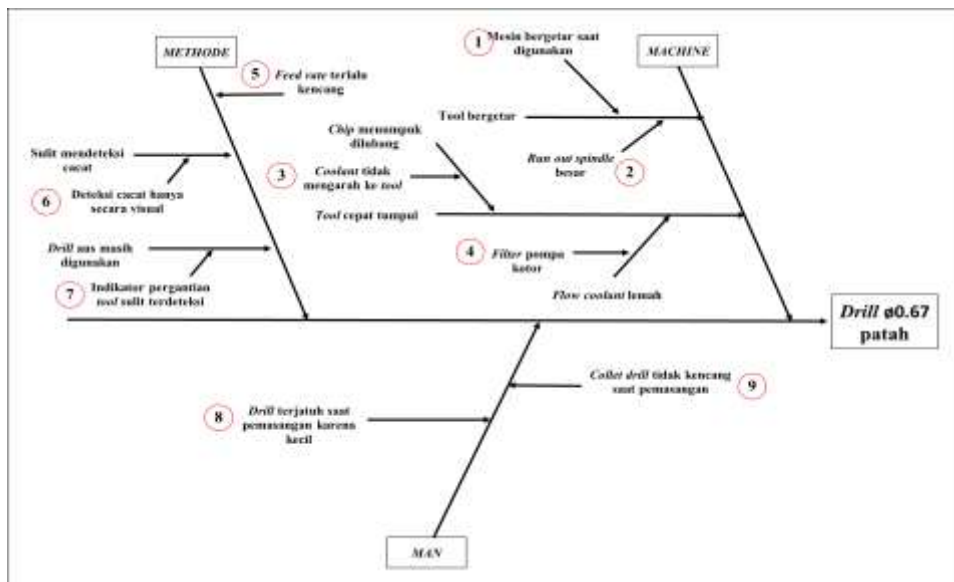 METHODE
MACHINE
1
Mesin bergetar saat
digunakan
5
Feed rate terlalu
kencang
Tool bergetar
Chip menumpuk
dilubang
Run out spindle
besar
2
Sulit mendeteksi
cacat
3
Coolant tidak
mengarah ke tool
6
Deteksi cacat hanya
secara visual
Tool cepat tumpul
Drill aus masih
digunakan
4
Filter pompa
kotor
7
Indikator pergantian
tool sulit terdeteksi
Flow coolant lemah
Drill ø0.67
patah
Collet drill tidak kencang
saat pemasangan
9
8
Drill terjatuh saat
pemasangan karena
kecil
MAN